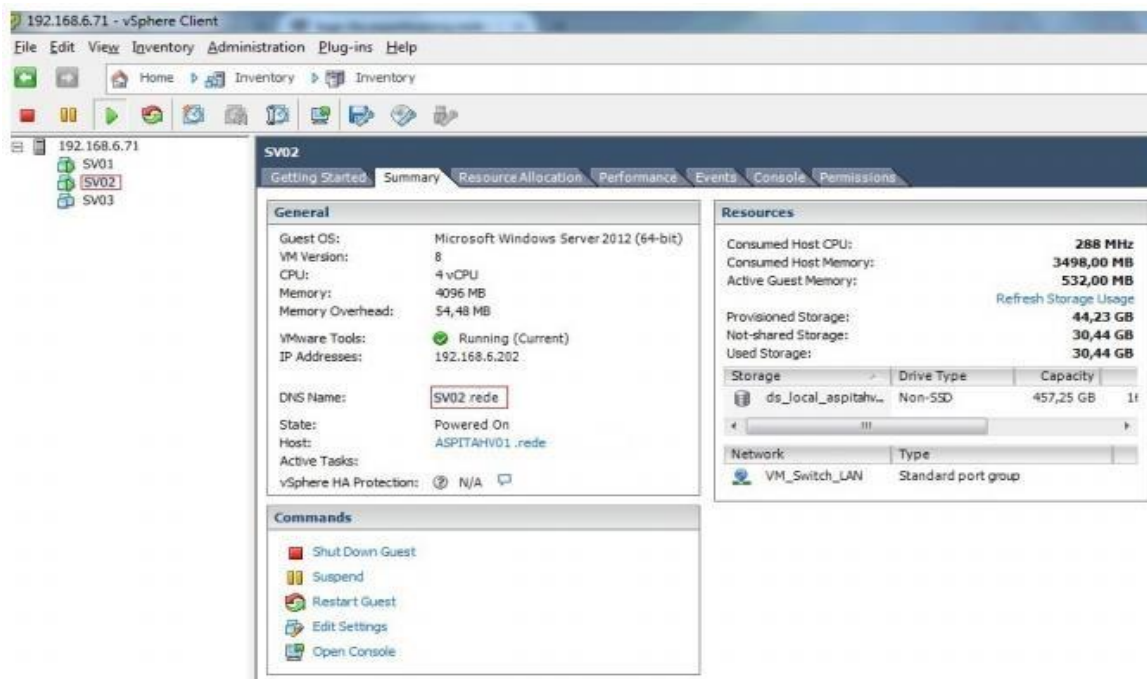 192.168.6.71 - vSphere Client
File Edit View Inventory Administration Plug-ins Help
Home Inventory Inventory
192.168.6.71
SV01
SV02
SV03
SV02
Getting Started Summary Resource Allocation Performance Events Console Permissions
General
Guest OS: Microsoft Windows Server 2012 (64-bit)
VM Version: 8
CPU: 4 vCPU
Memory: 4096 MB
Memory Overhead: 54,48 MB
VMware Tools: Running (Current)
IP Addresses: 192.168.6.202
DNS Name: SV02 rede
State: Powered On
Host: ASPITAHV01 .rede
Active Tasks:
vSphere HA Protection: N/A
Commands
Shut Down Guest
Suspend
Restart Guest
Edit Settings
Open Console
Resources
Consumed Host CPU: 288 MHz
Consumed Host Memory: 3498,00 MB
Active Guest Memory: 532,00 MB
Refresh Storage Usage
Provisioned Storage: 44,23 GB
Not-shared Storage: 30,44 GB
Used Storage: 30,44 GB
Storage Drive Type Capacity
ds_local_aspitahv... Non-SSD 457,25 GB
Network Type
VM_Switch_LAN Standard port group